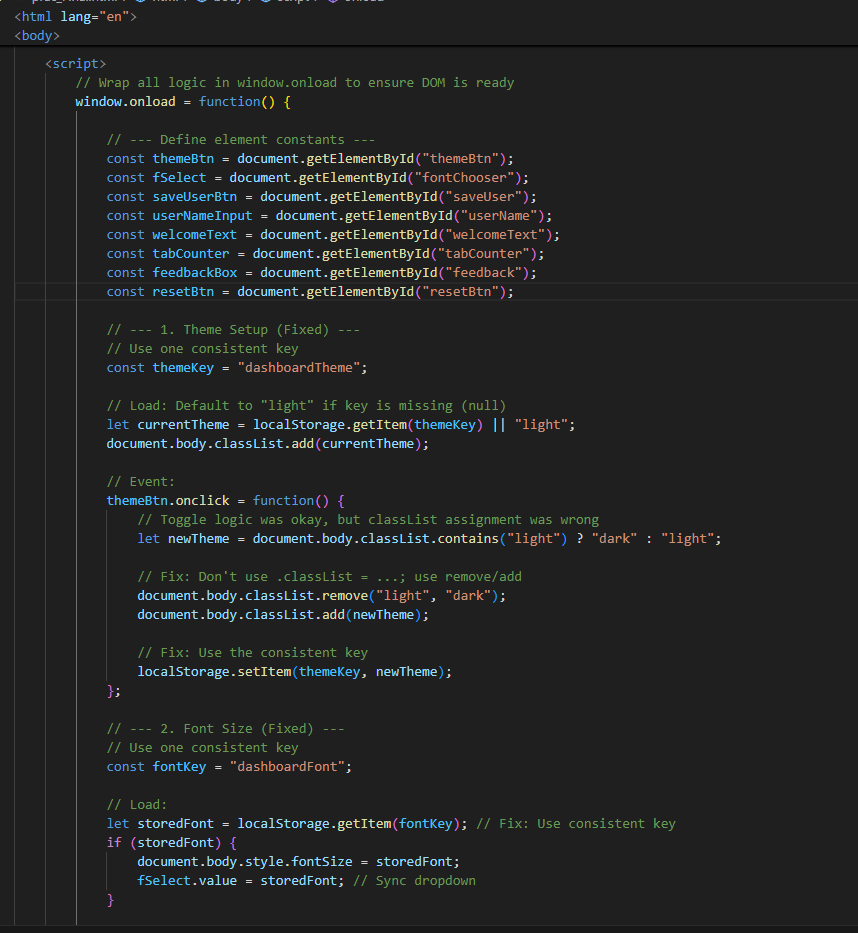 <html lang="en">
<body>
<script>
// Wrap all logic in window.onload to ensure DOM is ready
window.onload = function() {
// --- Define element constants ---
const themeBtn = document.getElementById("themeBtn");
const fSelect = document.getElementById("fontChooser");
const saveUserBtn = document.getElementById("saveUser");
const userNameInput = document.getElementById("userName");
const welcomeText = document.getElementById("welcomeText");
const tabCounter = document.getElementById("tabCounter");
const feedbackBox = document.getElementById("feedback");
const resetBtn = document.getElementById("resetBtn");
// --- 1. Theme Setup (Fixed) ---
// Use one consistent key
const themeKey = "dashboardTheme";
// Load: Default to "light" if key is missing (null)
let currentTheme = localStorage.getItem(themeKey) || "light";
document.body.classList.add(currentTheme);
// Event:
themeBtn.onclick = function() {
// Toggle logic was okay, but classList assignment was wrong
let newTheme = document.body.classList.contains("light") ? "dark" : "light";
// Fix: Don't use .classList = ...; use remove/add
document.body.classList.remove("light", "dark");
document.body.classList.add(newTheme);
// Fix: Use the consistent key
localStorage.setItem(themeKey, newTheme);
};
// --- 2. Font Size (Fixed) ---
// Use one consistent key
const fontKey = "dashboardFont";
// Load:
let storedFont = localStorage.getItem(fontKey); // Fix: Use consistent key
if (storedFont) {
document.body.style.fontSize = storedFont;
fSelect.value = storedFont; // Sync dropdown
}